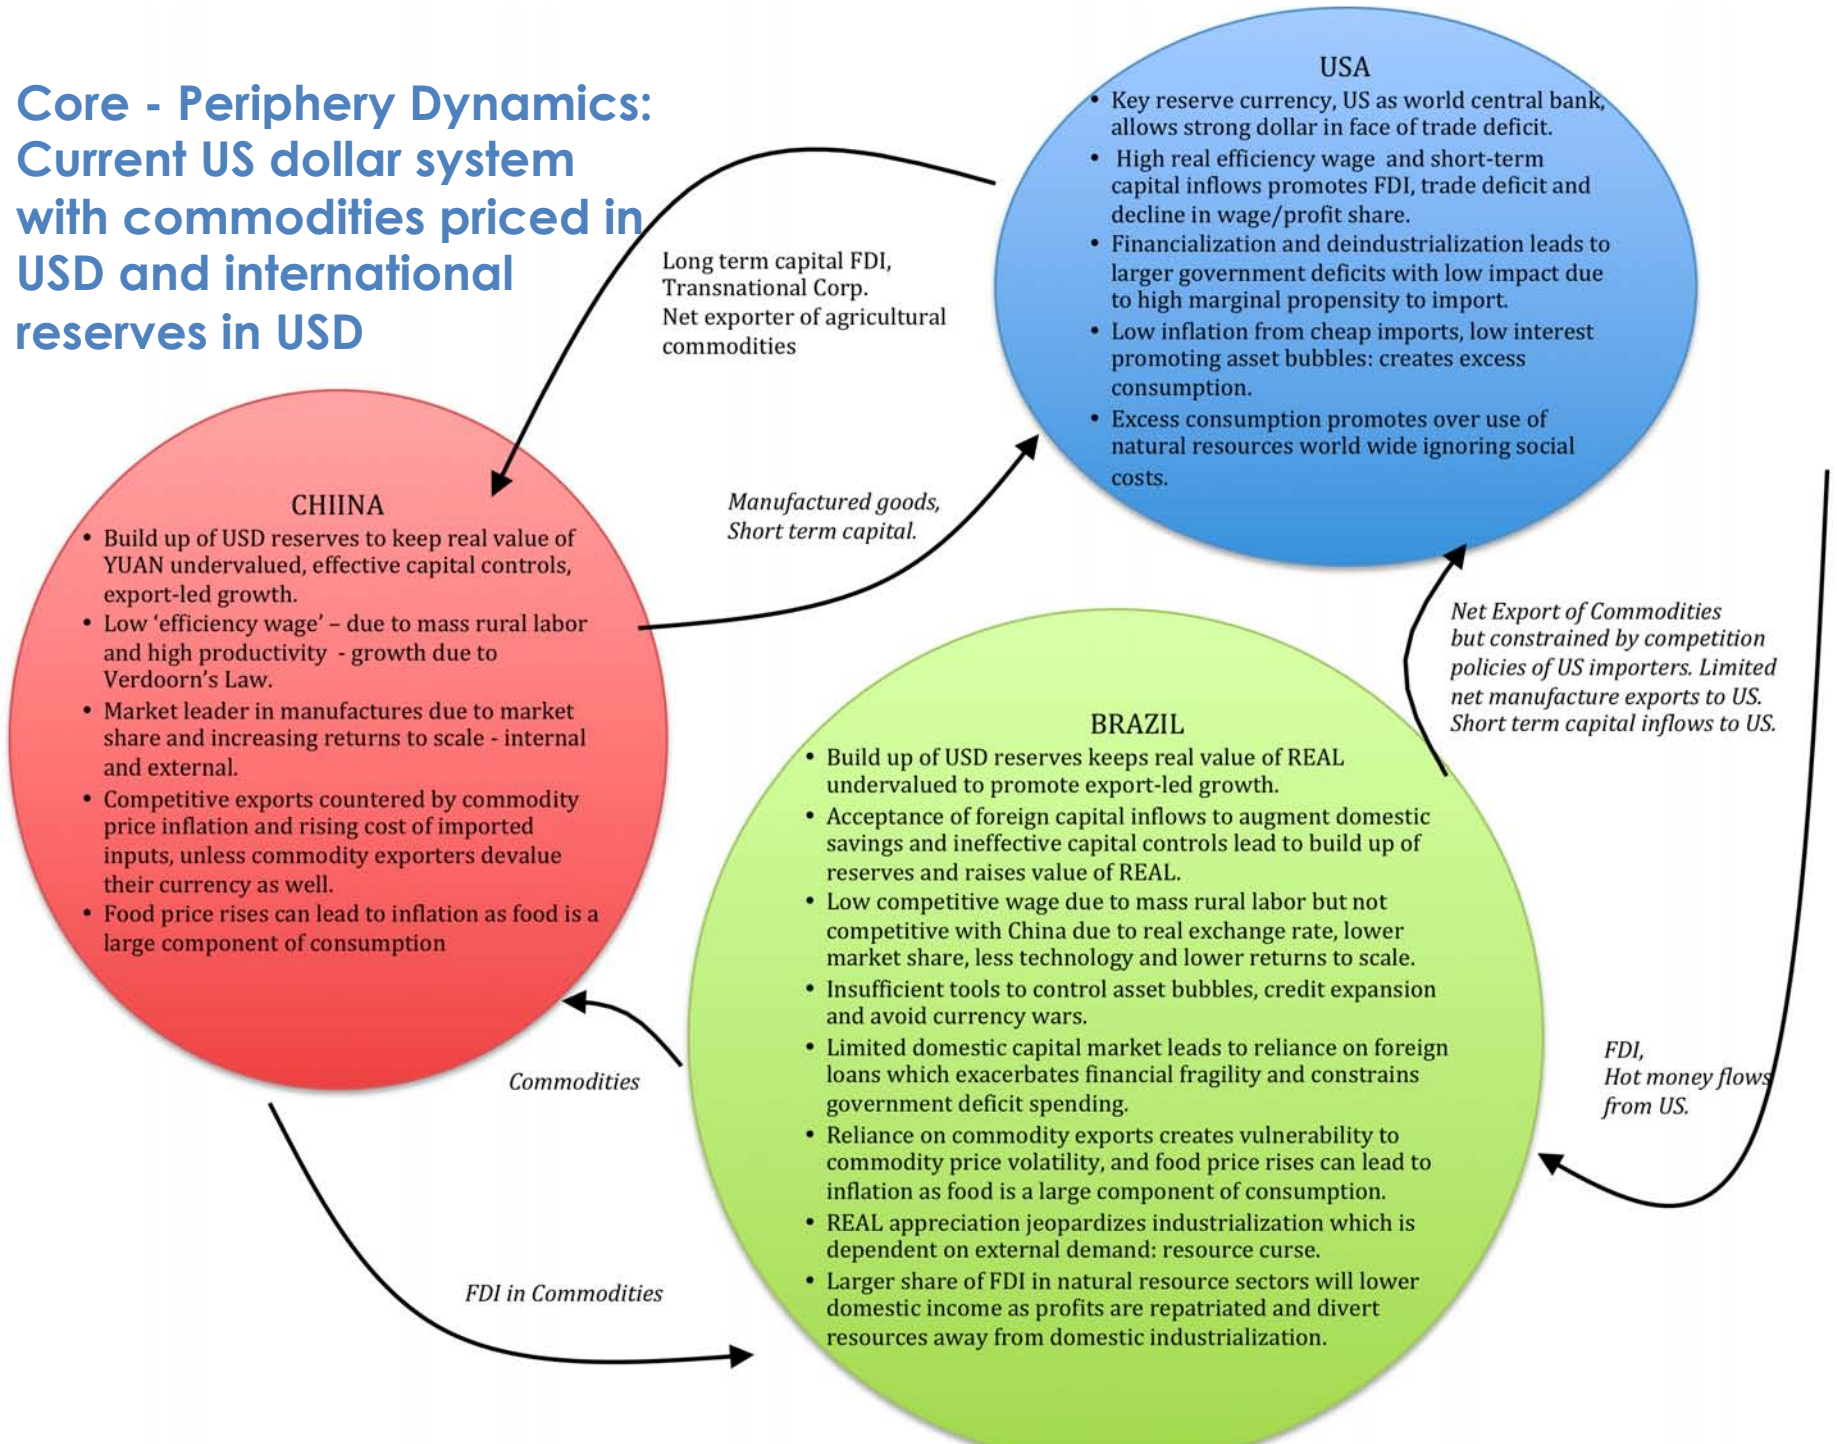 Core - Periphery Dynamics:
Current US dollar system
with commodities priced in
USD and international
reserves in USD
USA
• Key reserve currency, US as world central bank,
allows strong dollar in face of trade deficit.
• High real efficiency wage and short-term
capital inflows promotes FDI, trade deficit and
decline in wage/profit share.
• Financialization and deindustrialization leads to
larger government deficits with low impact due
to high marginal propensity to import.
• Low inflation from cheap imports, low interest
promoting asset bubbles: creates excess
consumption.
• Excess consumption promotes over use of
natural resources world wide ignoring social
costs.
Long term capital FDI,
Transnational Corp.
Net exporter of agricultural
commodities
Manufactured goods,
Short term capital.
CHIINA
• Build up of USD reserves to keep real value of
YUAN undervalued, effective capital controls,
export-led growth.
• Low ‘efficiency wage’ – due to mass rural labor
and high productivity - growth due to
Verdoorn’s Law.
• Market leader in manufactures due to market
share and increasing returns to scale - internal
and external.
• Competitive exports countered by commodity
price inflation and rising cost of imported
inputs, unless commodity exporters devalue
their currency as well.
• Food price rises can lead to inflation as food is a
large component of consumption
Net Export of Commodities
but constrained by competition
policies of US importers. Limited
net manufacture exports to US.
Short term capital inflows to US.
BRAZIL
• Build up of USD reserves keeps real value of REAL
undervalued to promote export-led growth.
• Acceptance of foreign capital inflows to augment domestic
savings and ineffective capital controls lead to build up of
reserves and raises value of REAL.
• Low competitive wage due to mass rural labor but not
competitive with China due to real exchange rate, lower
market share, less technology and lower returns to scale.
• Insufficient tools to control asset bubbles, credit expansion
and avoid currency wars.
• Limited domestic capital market leads to reliance on foreign
loans which exacerbates financial fragility and constrains
government deficit spending.
• Reliance on commodity exports creates vulnerability to
commodity price volatility, and food price rises can lead to
inflation as food is a large component of consumption.
• REAL appreciation jeopardizes industrialization which is
dependent on external demand: resource curse.
• Larger share of FDI in natural resource sectors will lower
domestic income as profits are repatriated and divert
resources away from domestic industrialization.
Commodities
FDI,
Hot money flows
from US.
FDI in Commodities